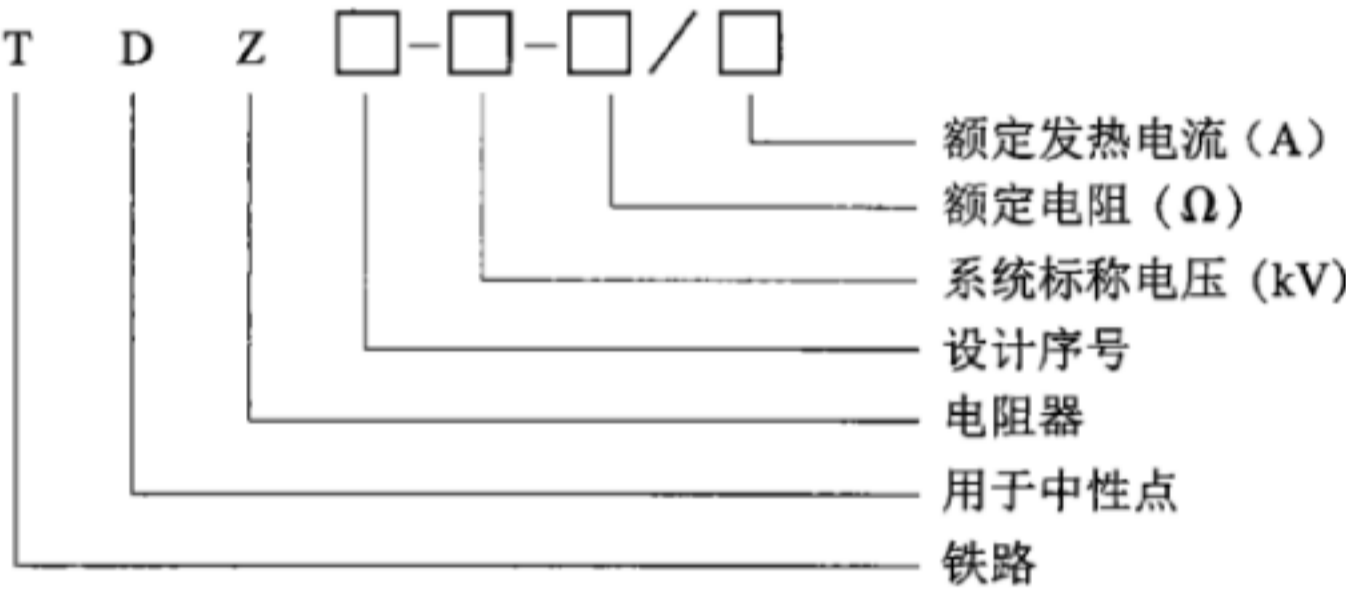 T D Z □-□-□/□
额定发热电流（A）
额定电阻（Ω）
系统标称电压 (kV)
设计序号
电阻器
用于中性点
铁路